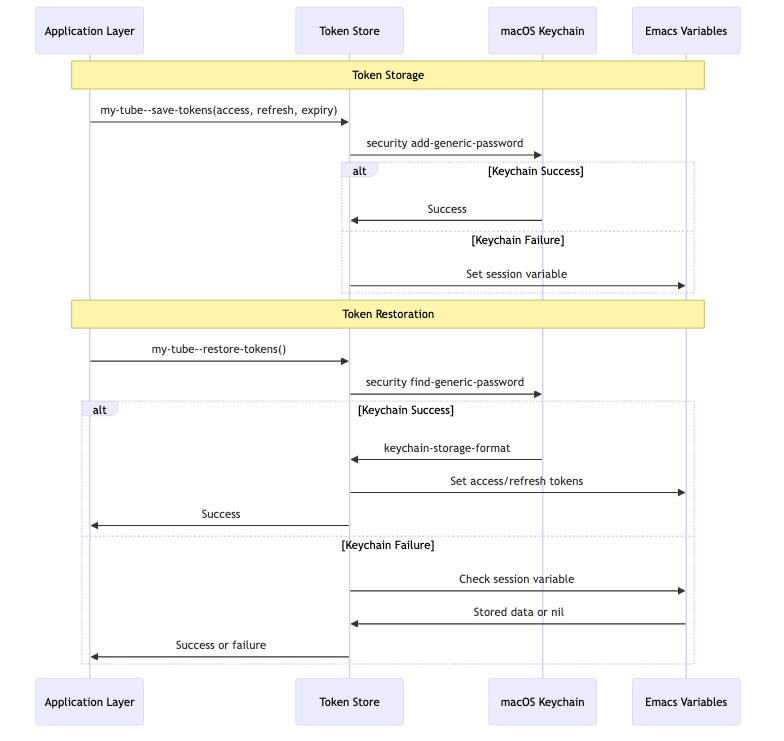 Application Layer
Token Store
macOS Keychain
Emacs Variables
Token Storage
my-tube--save-tokens(access, refresh, expiry)
security add-generic-password
alt
[Keychain Success]
Success
[Keychain Failure]
Set session variable
Token Restoration
my-tube--restore-tokens()
security find-generic-password
alt
[Keychain Success]
keychain-storage-format
Set access/refresh tokens
Success
[Keychain Failure]
Check session variable
Stored data or nil
Success or failure
Application Layer
Token Store
macOS Keychain
Emacs Variables